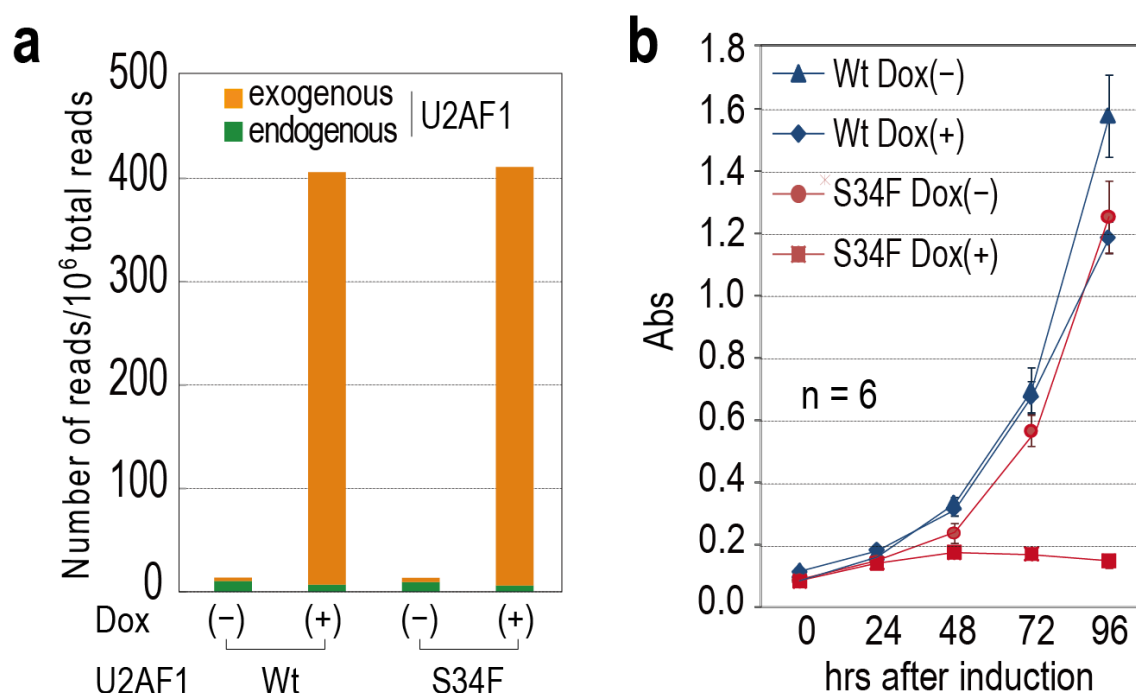 a
500
400
300
200
100
0
Number of reads/10⁶ total reads
exogenous
endogenous
U2AF1
Dox (−) (+) (−) (+)
U2AF1 Wt S34F
b
1.8
1.6
1.4
1.2
1.0
0.8
0.6
0.4
0.2
0.0
Abs
Wt Dox(−)
Wt Dox(+)
S34F Dox(−)
S34F Dox(+)
n = 6
0 24 48 72 96
hrs after induction